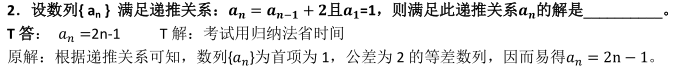 2．设数列{ aₙ } 满足递推关系：aₙ = aₙ₋₁ + 2且a₁=1，则满足此递推关系aₙ的解是__________。
T 答： aₙ =2n-1 T 解：考试用归纳法省时间
原解：根据递推关系可知，数列{aₙ}为首项为 1，公差为 2 的等差数列，因而易得aₙ = 2n − 1。